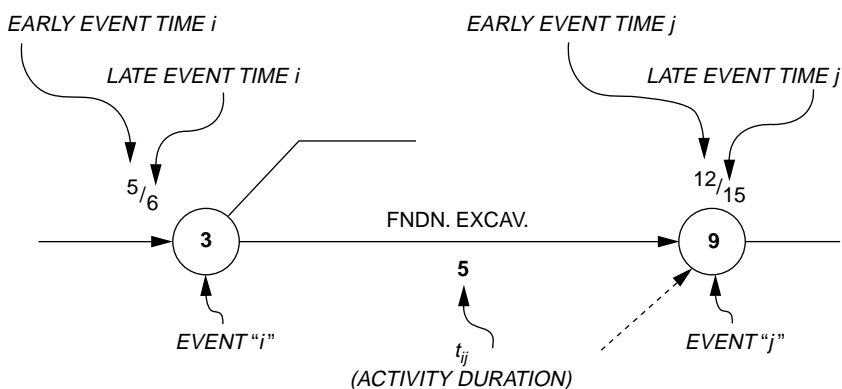 EARLY EVENT TIME i
EARLY EVENT TIME j
LATE EVENT TIME i
LATE EVENT TIME j
5/6
12/15
3
FNDN. EXCAV.
9
5
EVENT “i”
tij
(ACTIVITY DURATION)
EVENT “j”